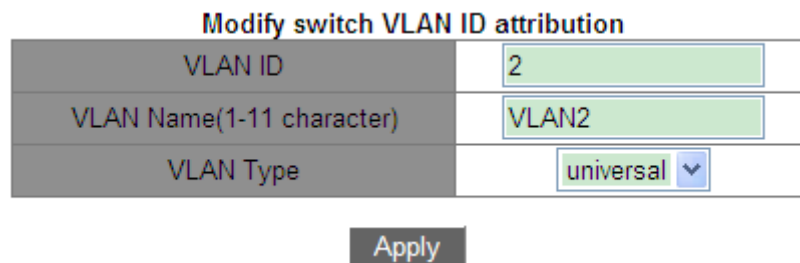 Modify switch VLAN ID attribution
VLAN ID 2
VLAN Name(1-11 character) VLAN2
VLAN Type universal
Apply